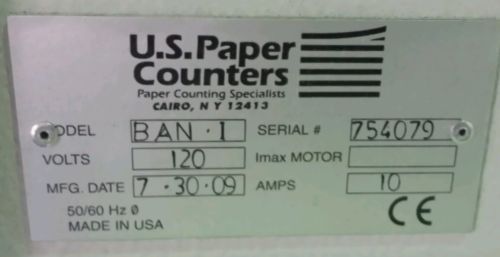 U.S. Paper
Counters
Paper Counting Specialists
CAIRO, N Y 12413
MODEL BAN·1 SERIAL # 754079
VOLTS 120 Imax MOTOR
MFG. DATE 7·30·09 AMPS 10
50/60 Hz Ø
MADE IN USA CE